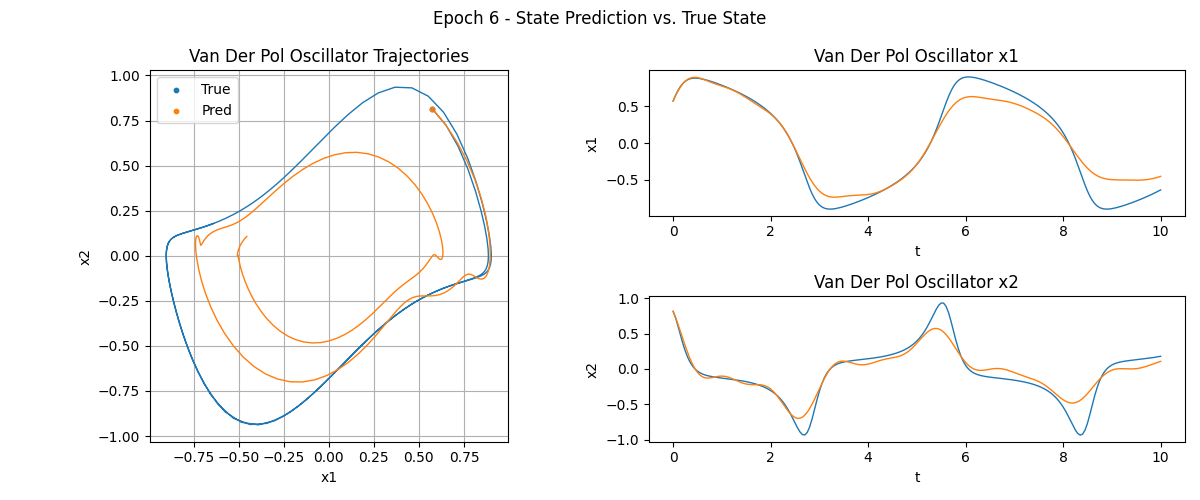 Epoch 6 - State Prediction vs. True State
Van Der Pol Oscillator Trajectories
True
Pred
1.00
0.75
0.50
0.25
0.00
−0.25
−0.50
−0.75
−1.00
x2
−0.75 −0.50 −0.25 0.00 0.25 0.50 0.75
x1
Van Der Pol Oscillator x1
0.5
0.0
−0.5
x1
0 2 4 6 8 10
t
Van Der Pol Oscillator x2
1.0
0.5
0.0
−0.5
−1.0
x2
0 2 4 6 8 10
t